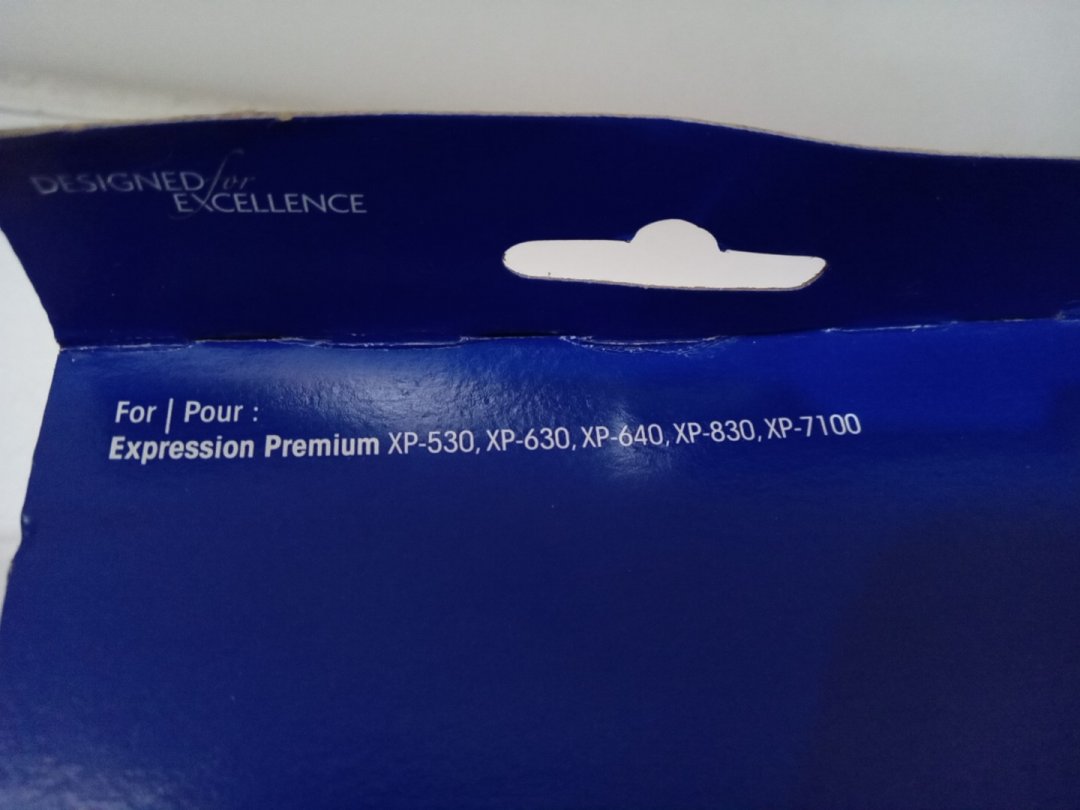 DESIGNED for
EXCELLENCE
For | Pour :
Expression Premium XP-530, XP-630, XP-640, XP-830, XP-7100